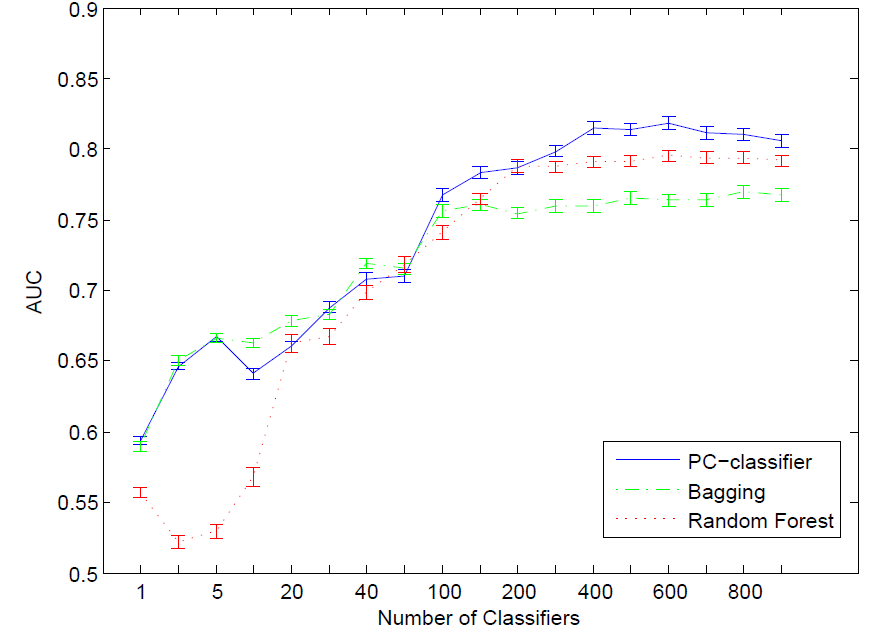 0.9
0.85
0.8
0.75
0.7
0.65
0.6
0.55
0.5
AUC
1 5 20 40 100 200 400 600 800
Number of Classifiers
PC−classifier
Bagging
Random Forest